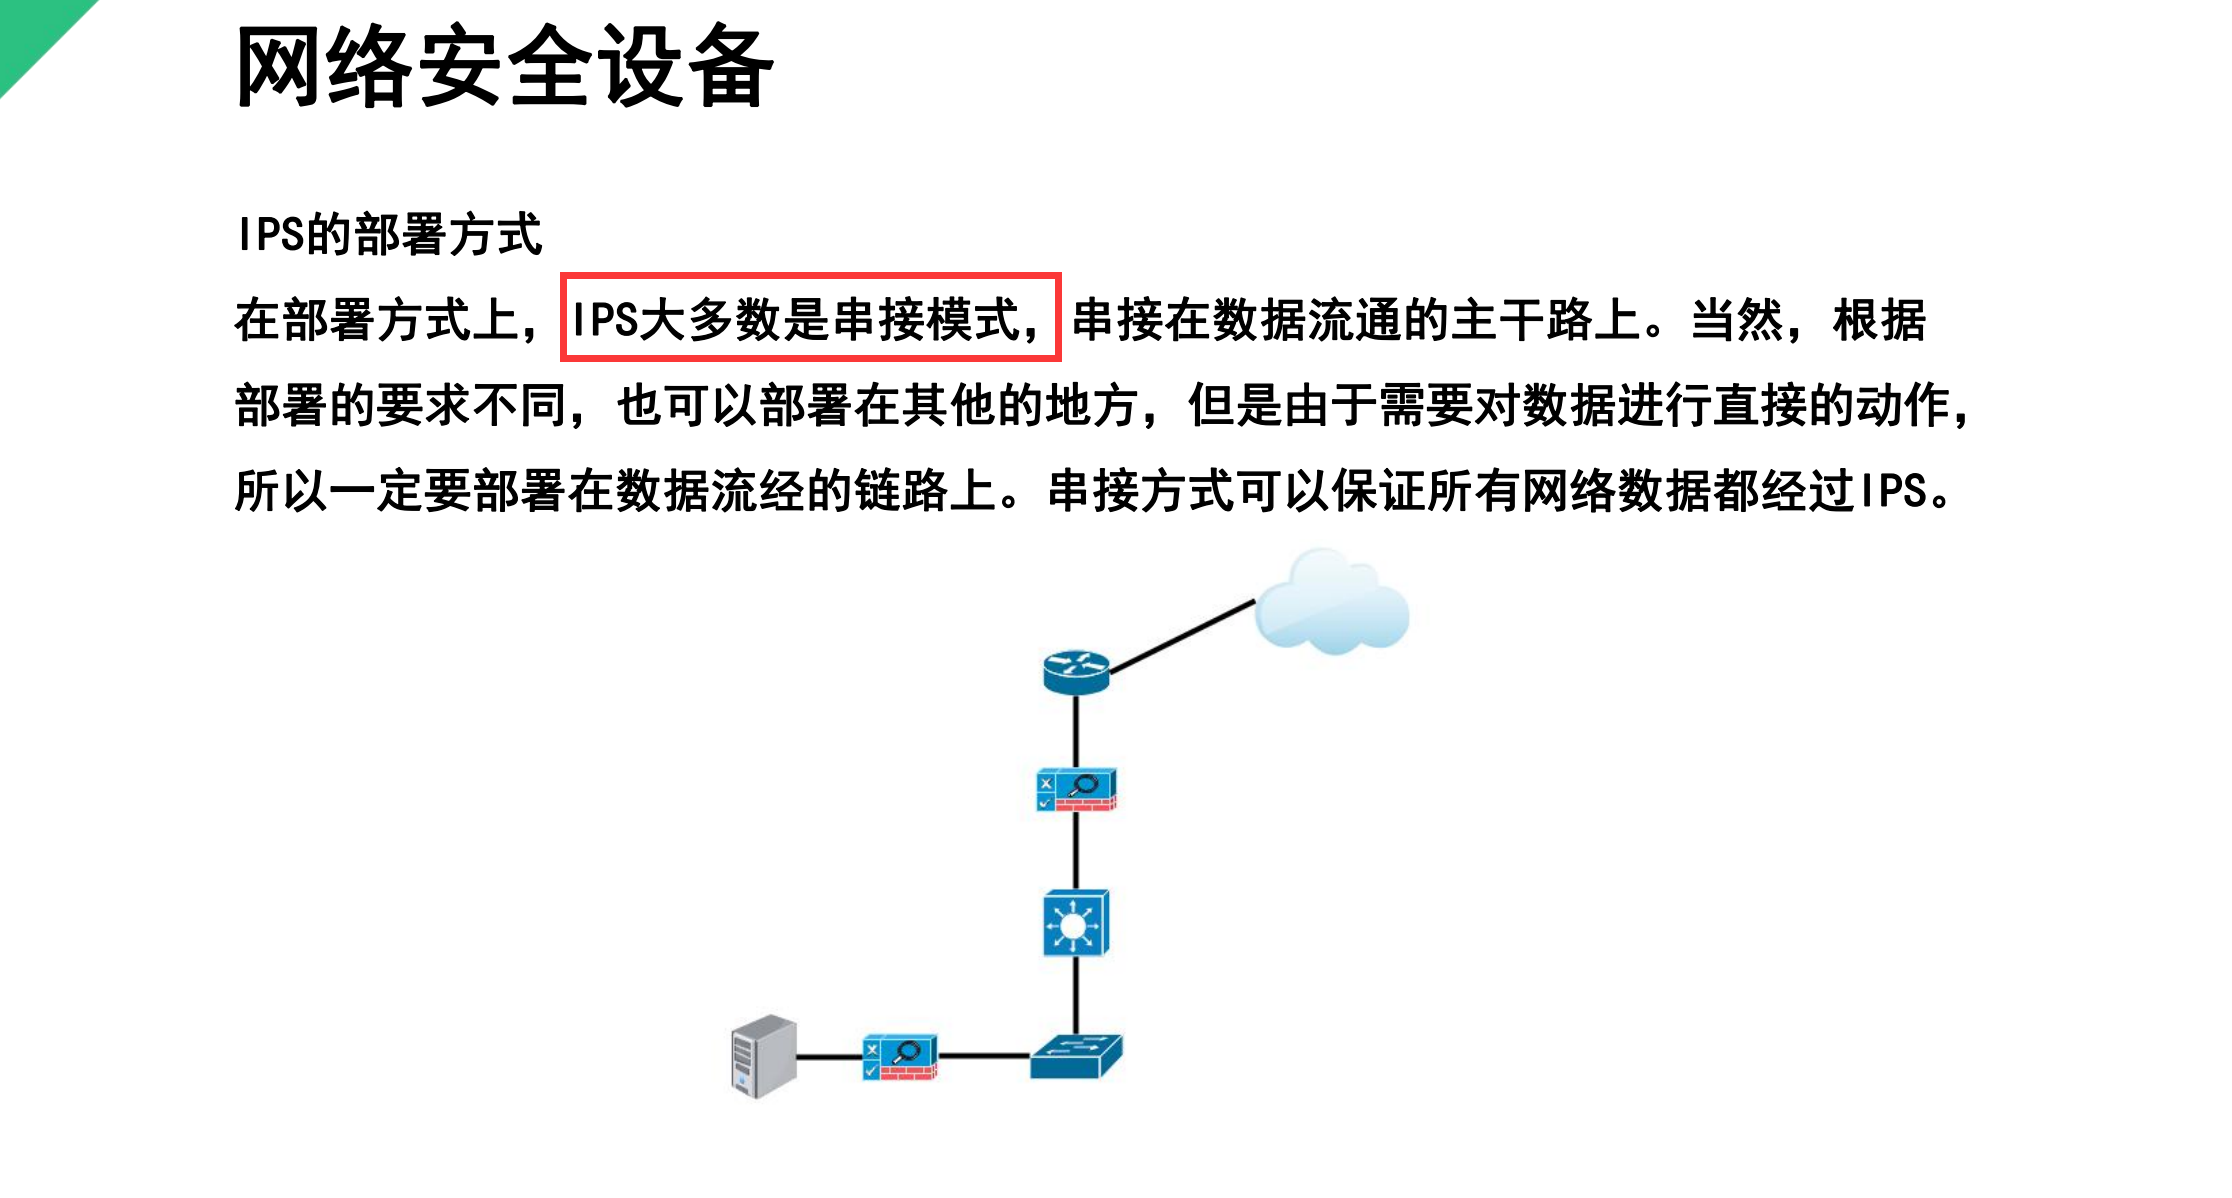 网络安全设备
IPS的部署方式
在部署方式上，IPS大多数是串接模式，串接在数据流通的主干路上。当然，根据
部署的要求不同，也可以部署在其他的地方，但是由于需要对数据进行直接的动作，
所以一定要部署在数据流经的链路上。串接方式可以保证所有网络数据都经过IPS。